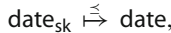 date_sk ⪯↦ date,